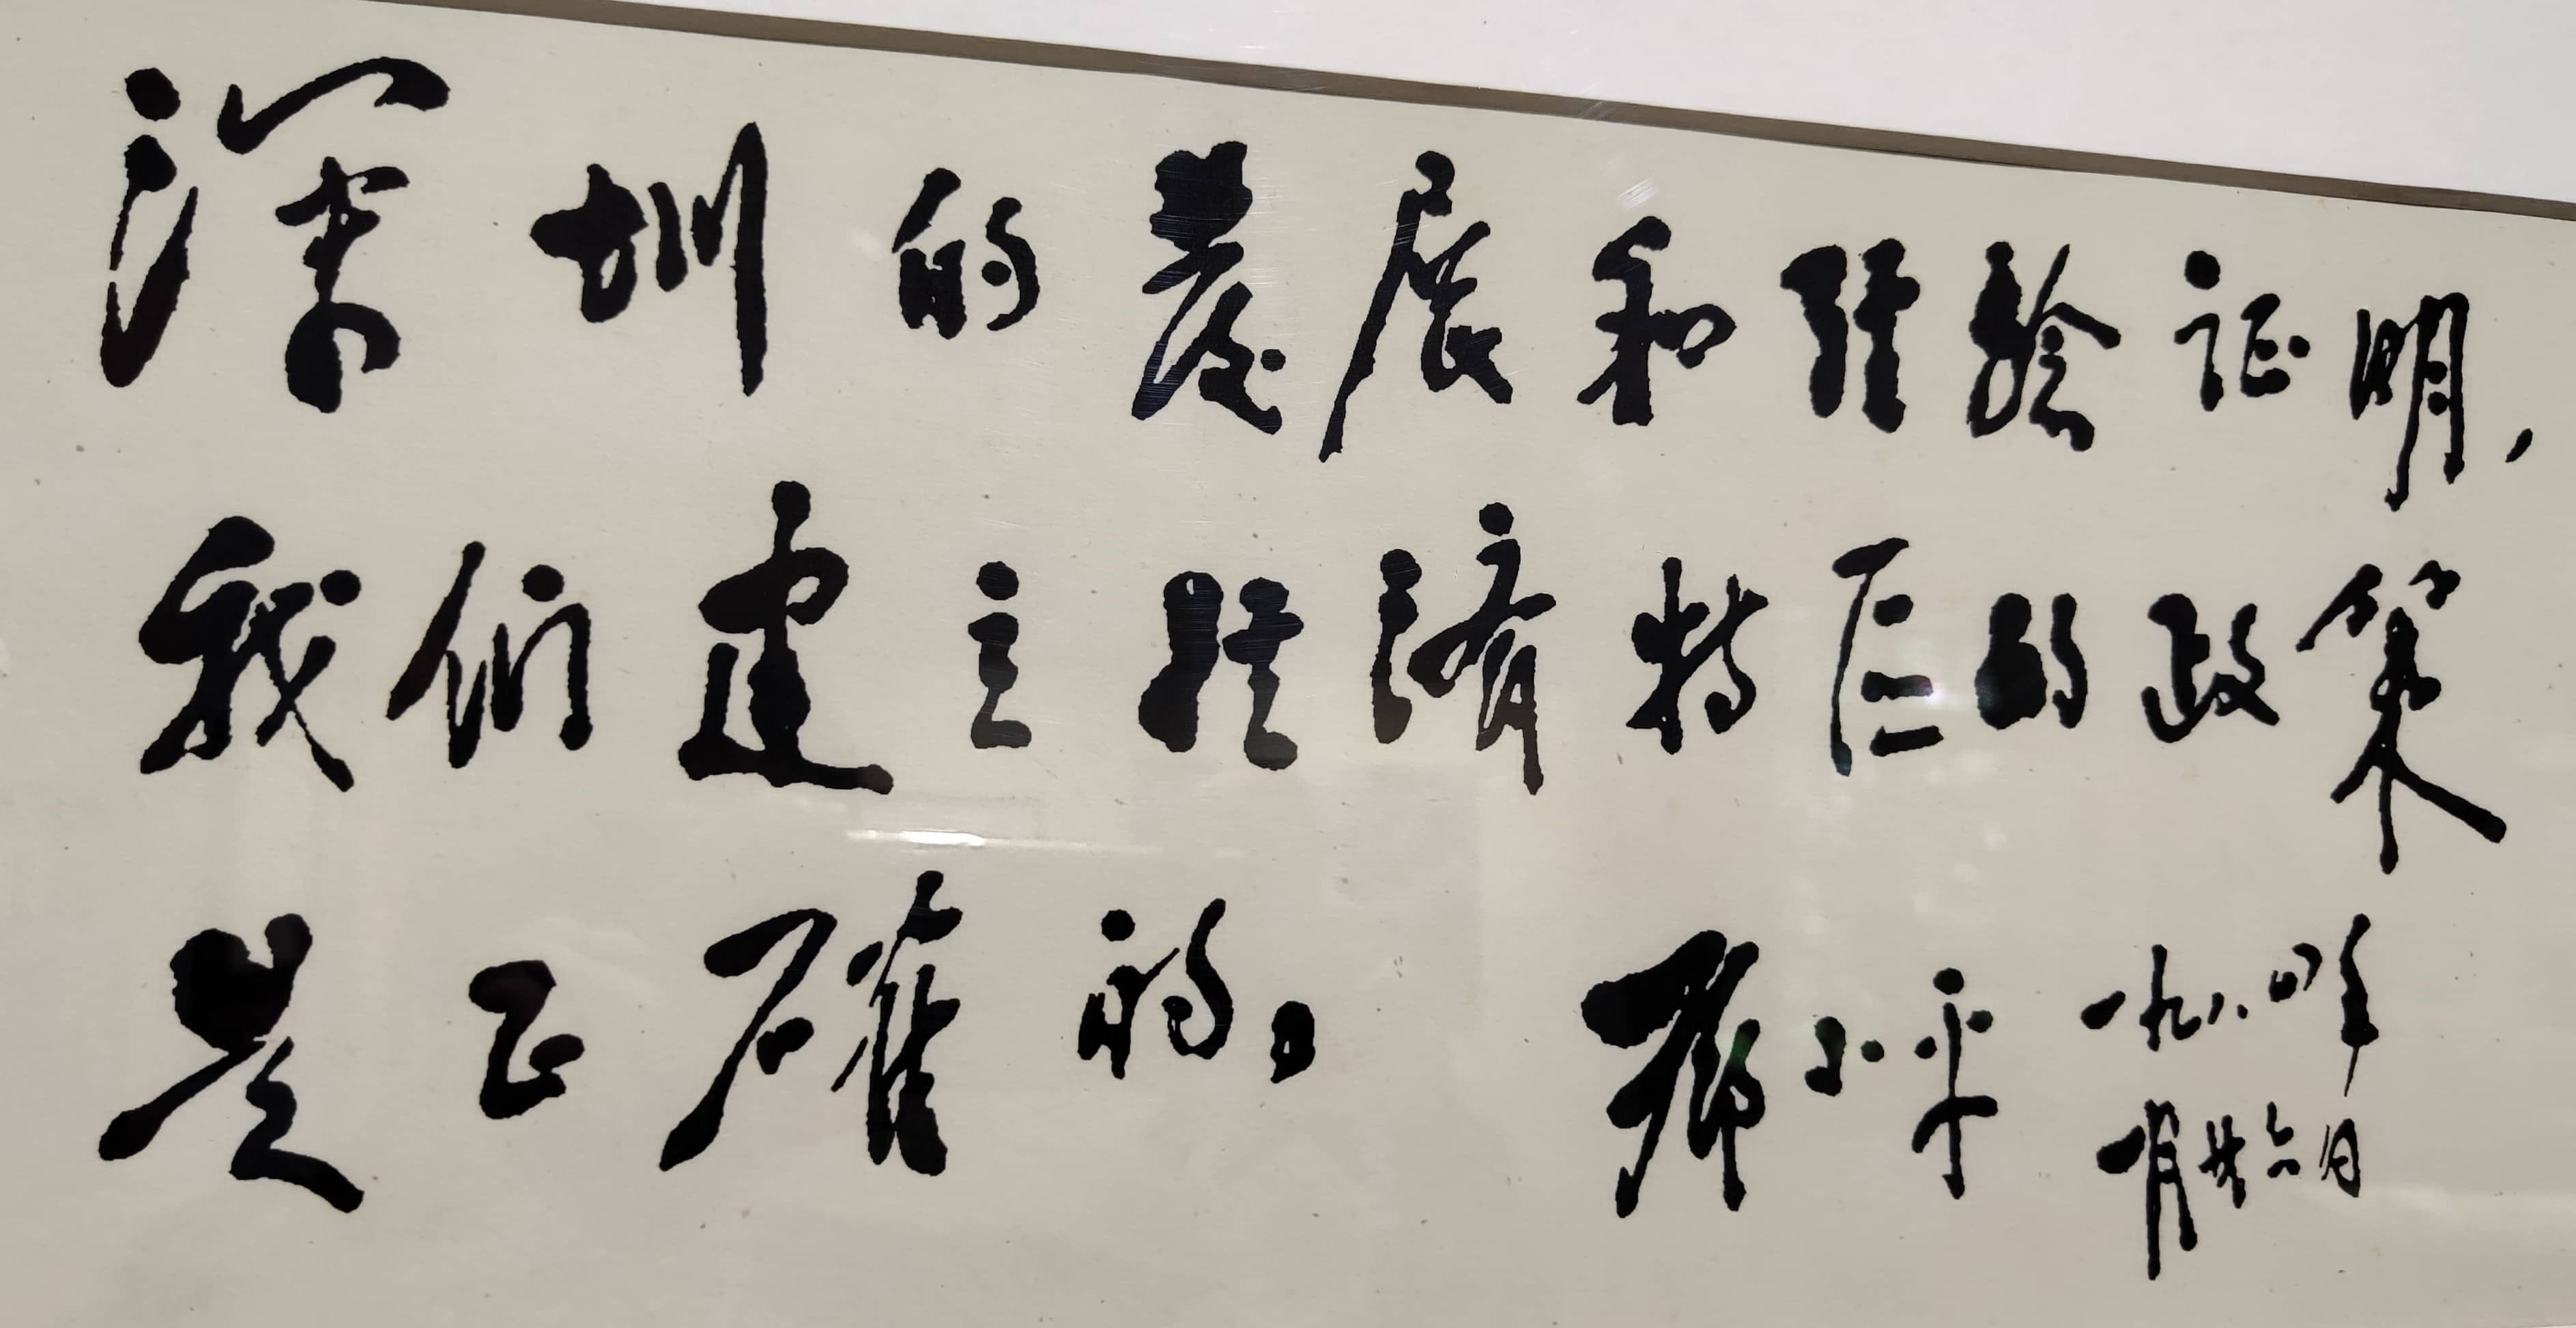 深圳的发展和经验证明，
我们建立经济特区的政策
是正确的。
邓小平
一九八四年
一月廿六日